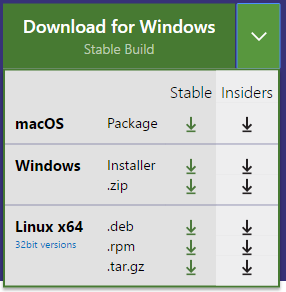 Download for Windows
Stable Build
Stable Insiders
macOS Package
Windows Installer
.zip
Linux x64 .deb
32bit versions .rpm
.tar.gz